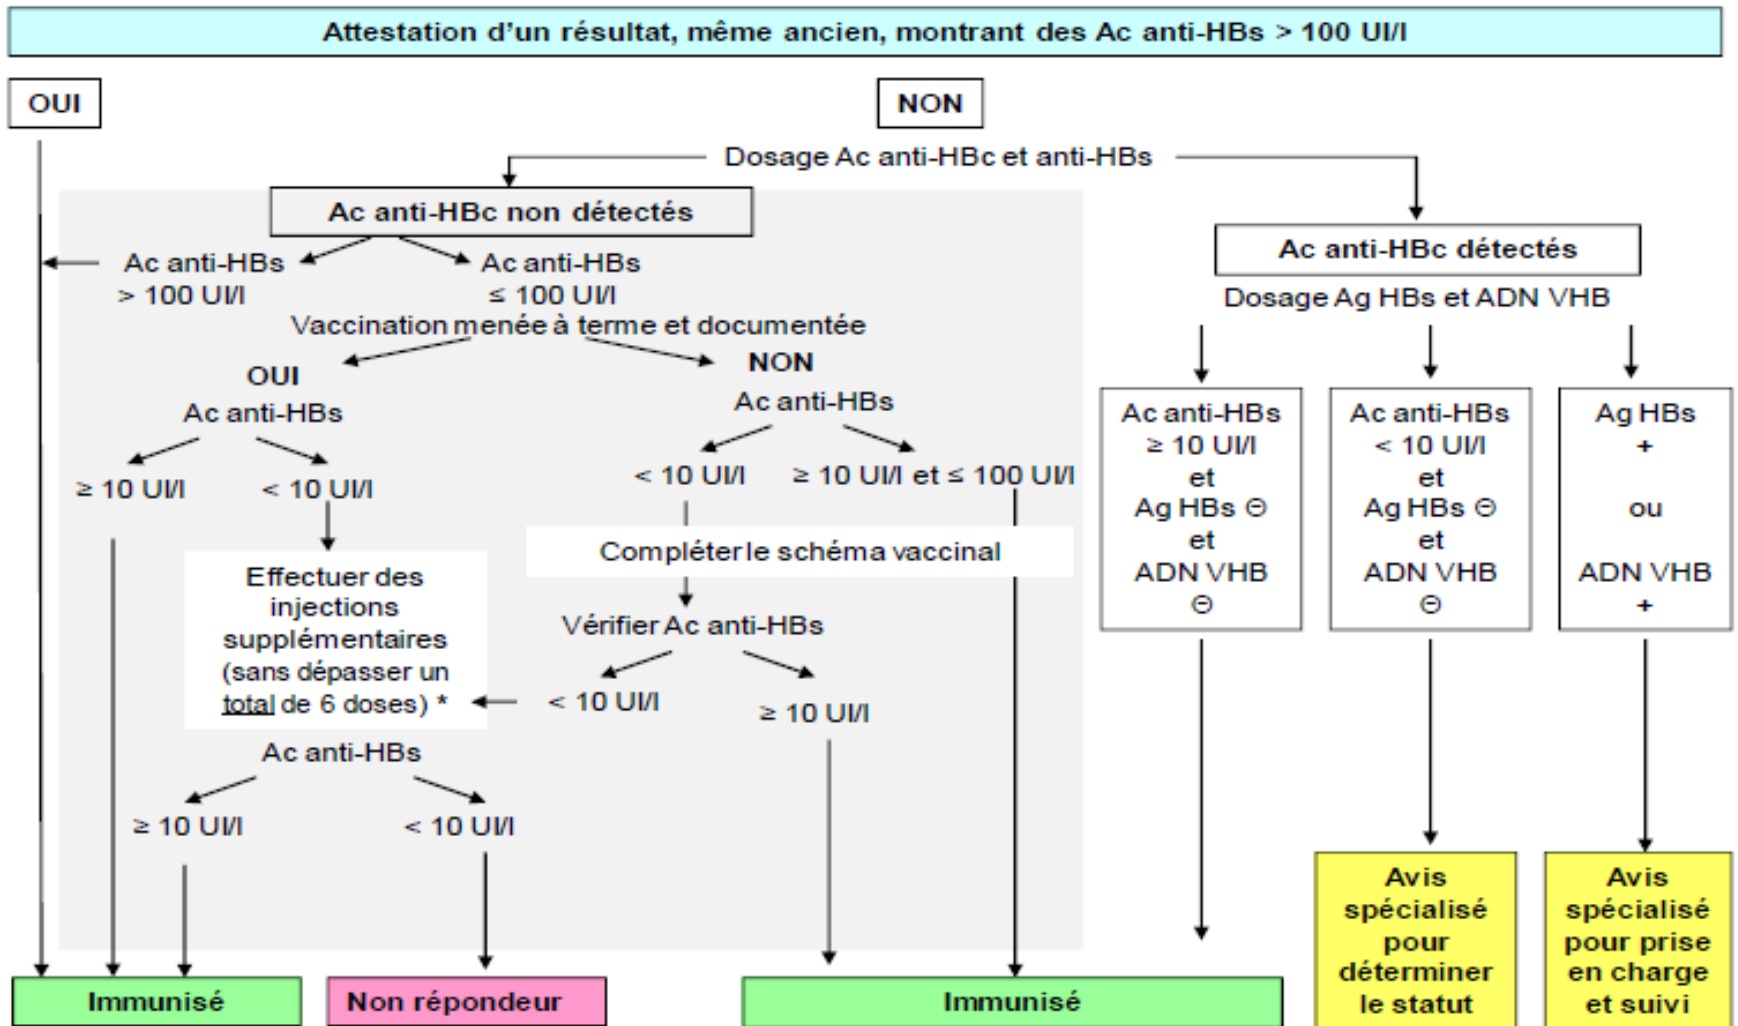 Attestation d'un résultat, même ancien, montrant des Ac anti-HBs > 100 UI/l
OUI
NON
Dosage Ac anti-HBc et anti-HBs
Ac anti-HBc non détectés
Ac anti-HBs
> 100 UI/l
Ac anti-HBs
≤ 100 UI/l
Vaccination menée à terme et documentée
OUI
Ac anti-HBs
≥ 10 UI/l
< 10 UI/l
Effectuer des
injections
supplémentaires
(sans dépasser un
total de 6 doses) *
Ac anti-HBs
≥ 10 UI/l
< 10 UI/l
NON
Ac anti-HBs
< 10 UI/l
≥ 10 UI/l et ≤ 100 UI/l
Compléter le schéma vaccinal
Vérifier Ac anti-HBs
< 10 UI/l
≥ 10 UI/l
Ac anti-HBc détectés
Dosage Ag HBs et ADN VHB
Ac anti-HBs
≥ 10 UI/l
et
Ag HBs ⊖
et
ADN VHB
⊖
Ac anti-HBs
< 10 UI/l
et
Ag HBs ⊖
et
ADN VHB
⊖
Ag HBs
+
ou
ADN VHB
+
Immunisé
Non répondeur
Immunisé
Avis
spécialisé
pour
déterminer
le statut
Avis
spécialisé
pour prise
en charge
et suivi